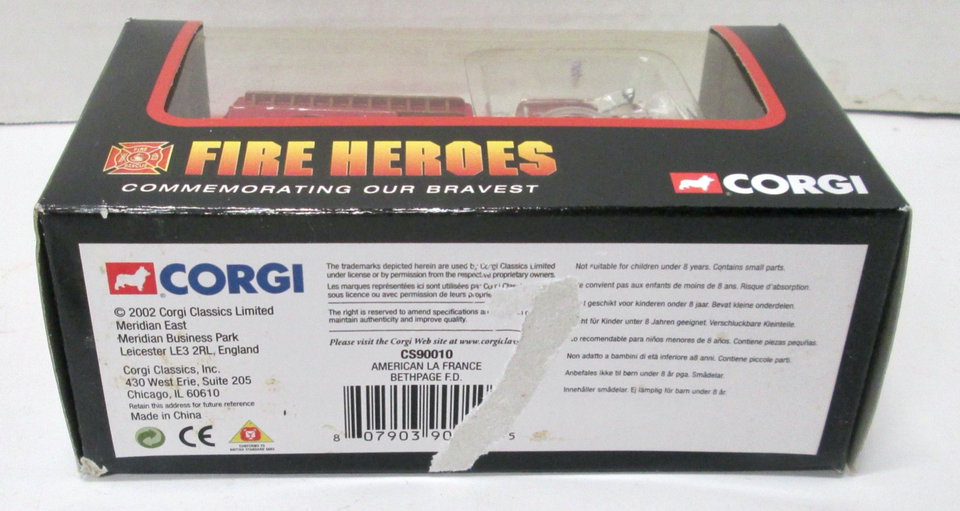 FIRE HEROES
COMMEMORATING OUR BRAVEST
CORGI
CORGI
© 2002 Corgi Classics Limited
Meridian East
Meridian Business Park
Leicester LE3 2RL, England
Corgi Classics, Inc.
430 West Erie, Suite 205
Chicago, IL 60610
Retain this address for future reference
Made in China
CE
The trademarks depicted herein are used by Corgi Classics Limited
under license or by permission from the respective proprietary owners.
Les marques représentées ici sont utilisées par Corgi
sous licence ou avec permission de leurs
The right is reserved to amend specifications
maintain authenticity and improve quality.
Please visit the Corgi Web site at
CS90010
AMERICAN LA FRANCE
BETHPAGE F.D.
8 07903 90 5
Not suitable for children under 8 years. Contains small parts.
convient pas aux enfants de moins de 8 ans. Risque d'absorption.
geschikt voor kinderen onder 8 jaar. Bevat kleine onderdelen.
für Kinder unter 8 Jahren geeignet. Verschluckbare Kleinteile.
recomendable para niños menores de 8 años. Contiene piezas pequeñas.
Non adatto a bambini di età inferiore a8 anni. Contiene piccole parti.
Anbefales ikke til børn under 8 år pga. Smådelar.
Innehåller smådelar. Ej lämplig för barn under 8 år.